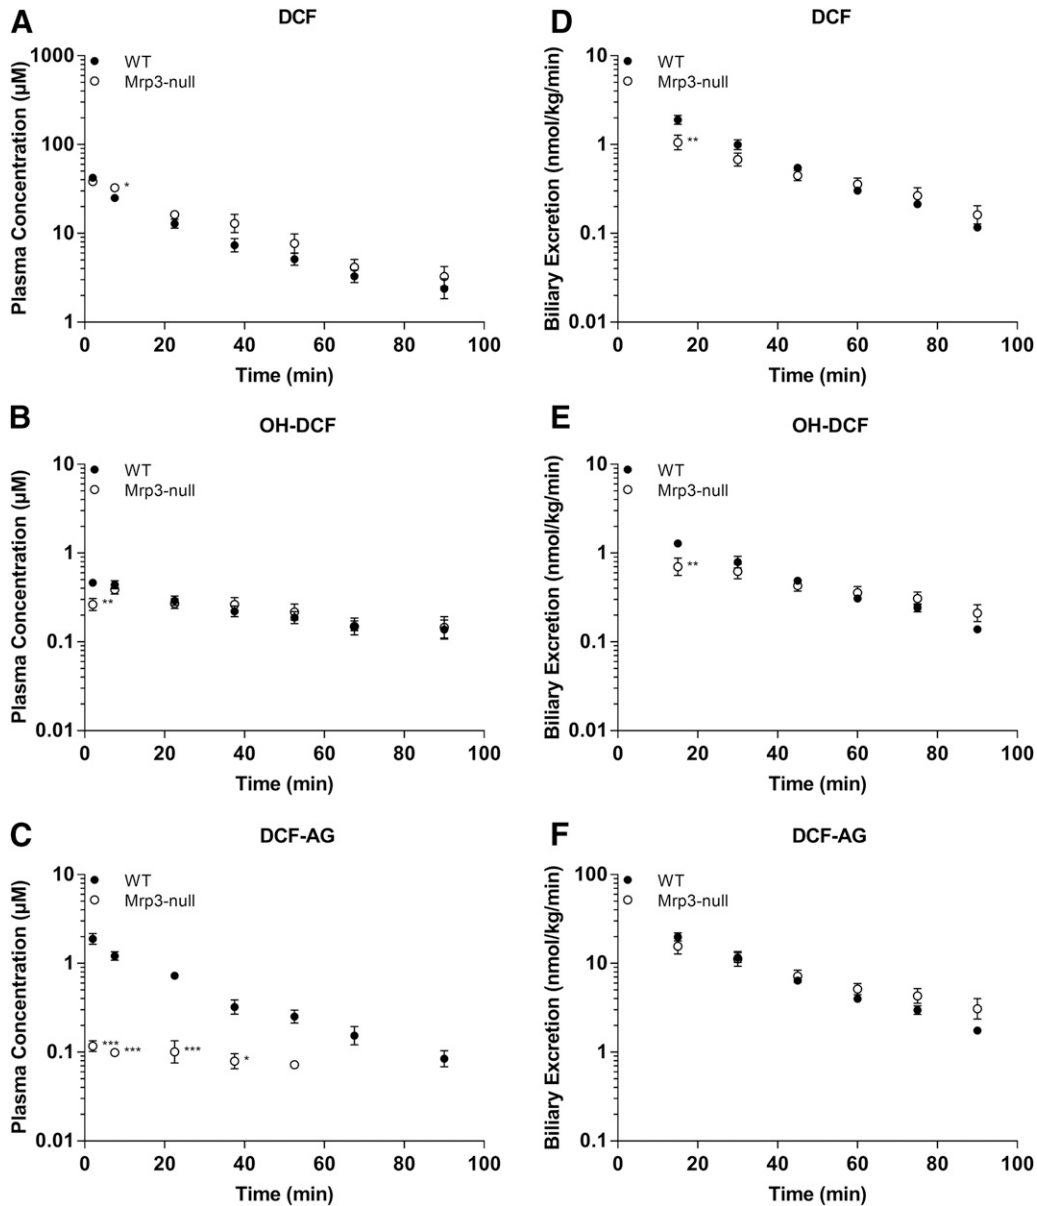 A
DCF
Plasma Concentration (µM)
1000
100
10
1
WT
Mrp3-null
*
0 20 40 60 80 100
Time (min)
D
DCF
Biliary Excretion (nmol/kg/min)
10
1
0.1
0.01
WT
Mrp3-null
**
0 20 40 60 80 100
Time (min)
B
OH-DCF
Plasma Concentration (µM)
10
1
0.1
0.01
WT
Mrp3-null
**
0 20 40 60 80 100
Time (min)
E
OH-DCF
Biliary Excretion (nmol/kg/min)
10
1
0.1
0.01
WT
Mrp3-null
**
0 20 40 60 80 100
Time (min)
C
DCF-AG
Plasma Concentration (µM)
10
1
0.1
0.01
WT
Mrp3-null
*** *** *** *
0 20 40 60 80 100
Time (min)
F
DCF-AG
Biliary Excretion (nmol/kg/min)
100
10
1
0.1
WT
Mrp3-null
0 20 40 60 80 100
Time (min)